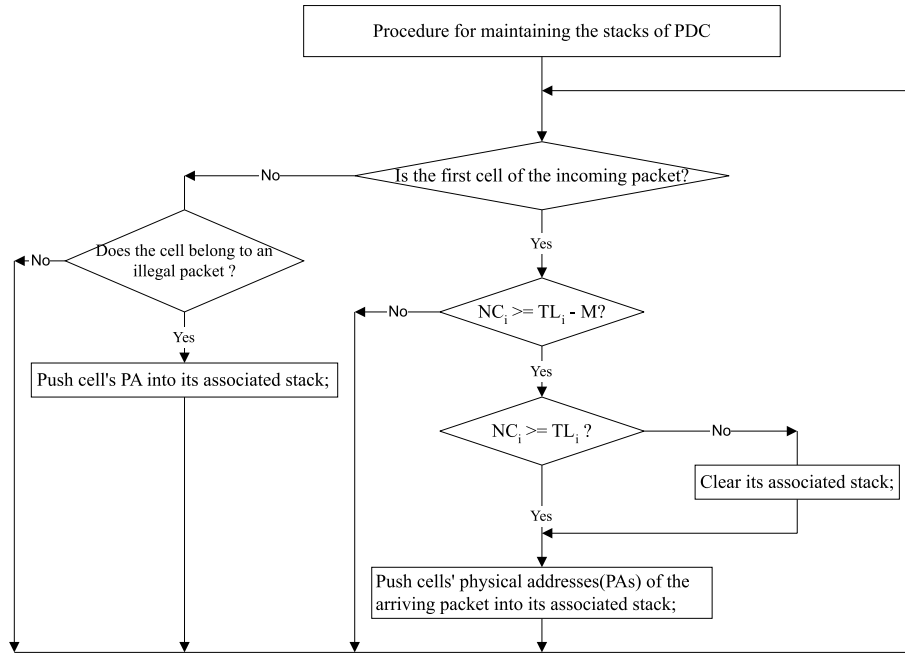 Procedure for maintaining the stacks of PDC
Is the first cell of the incoming packet?
No
Yes
Does the cell belong to an
illegal packet ?
No
Yes
NCi >= TLi - M?
No
Yes
Push cell's PA into its associated stack;
NCi >= TLi ?
No
Clear its associated stack;
Yes
Push cells' physical addresses(PAs) of the
arriving packet into its associated stack;